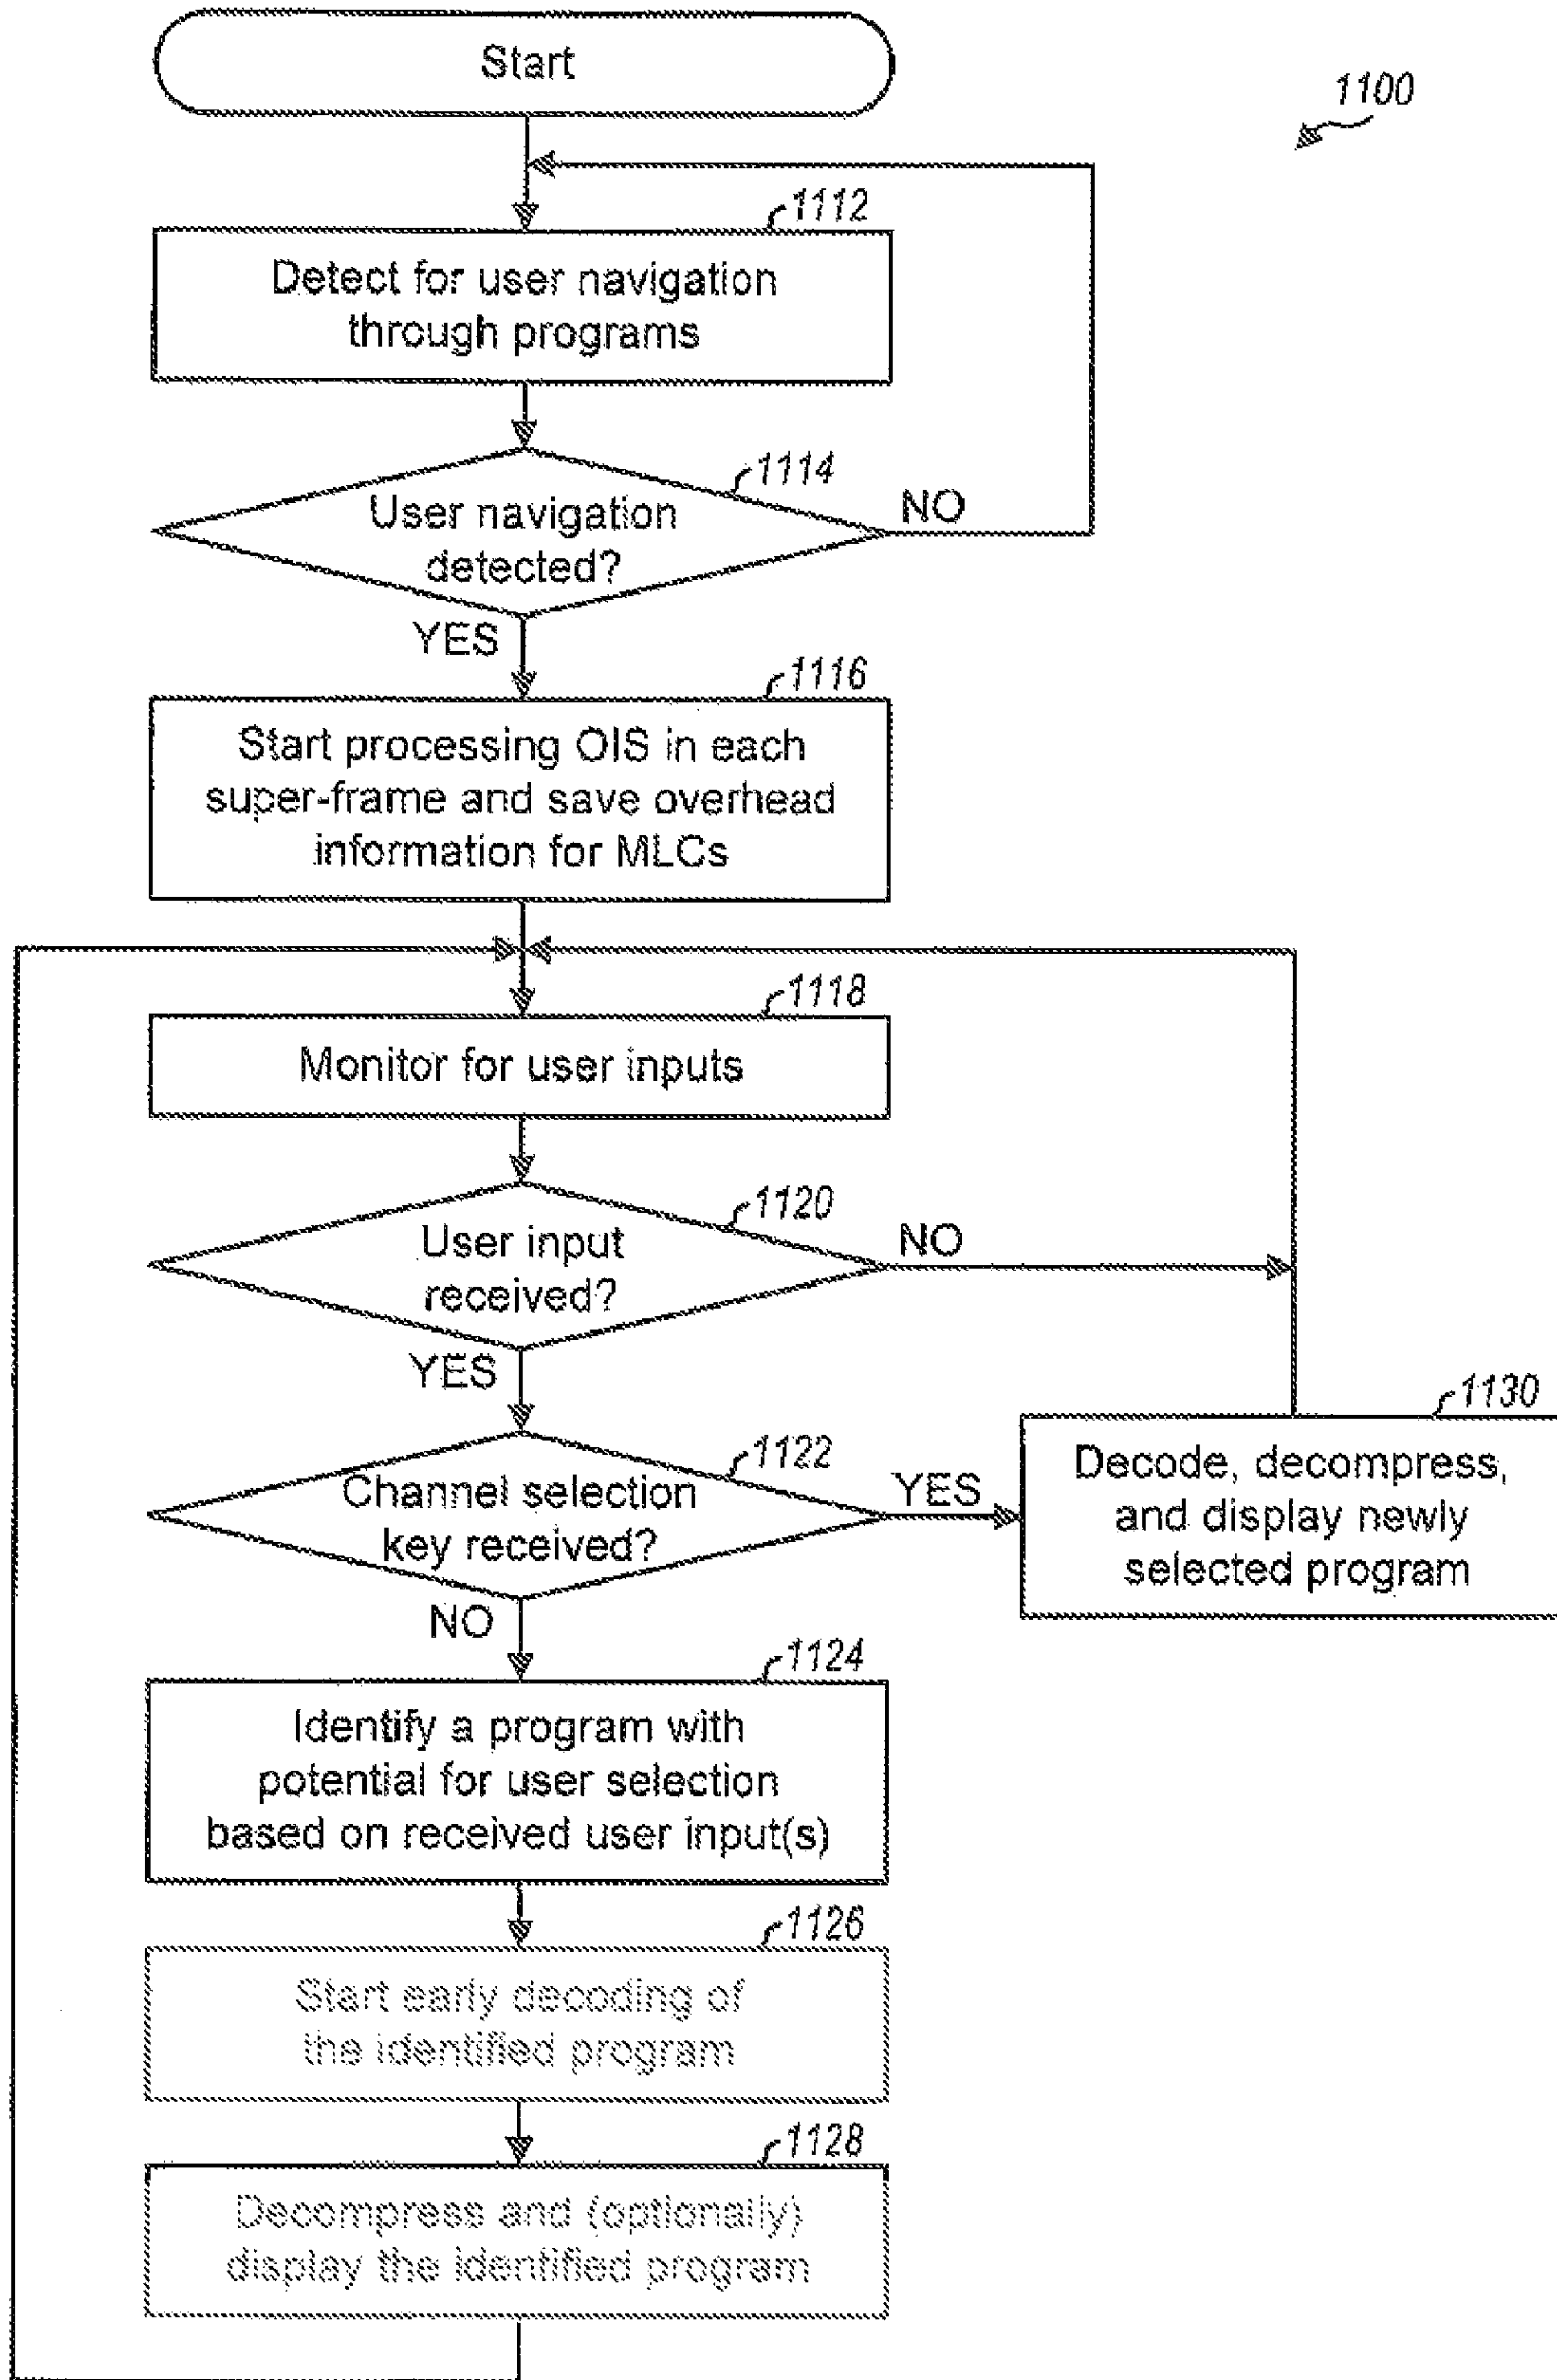 Start
1100
1112
Detect for user navigation
through programs
1114
User navigation
detected?
NO
YES
1116
Start processing OIS in each
super-frame and save overhead
information for MLCs
1118
Monitor for user inputs
1120
User input
received?
NO
YES
1122
Channel selection
key received?
YES
NO
1130
Decode, decompress,
and display newly
selected program
1124
Identify a program with
potential for user selection
based on received user input(s)
1126
Start early decoding of
the identified program
1128
Decompress and (optionally)
display the identified program